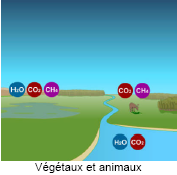 H₂O CO₂ CH₄
CO₂ CH₄
H₂O CO₂
Végétaux et animaux